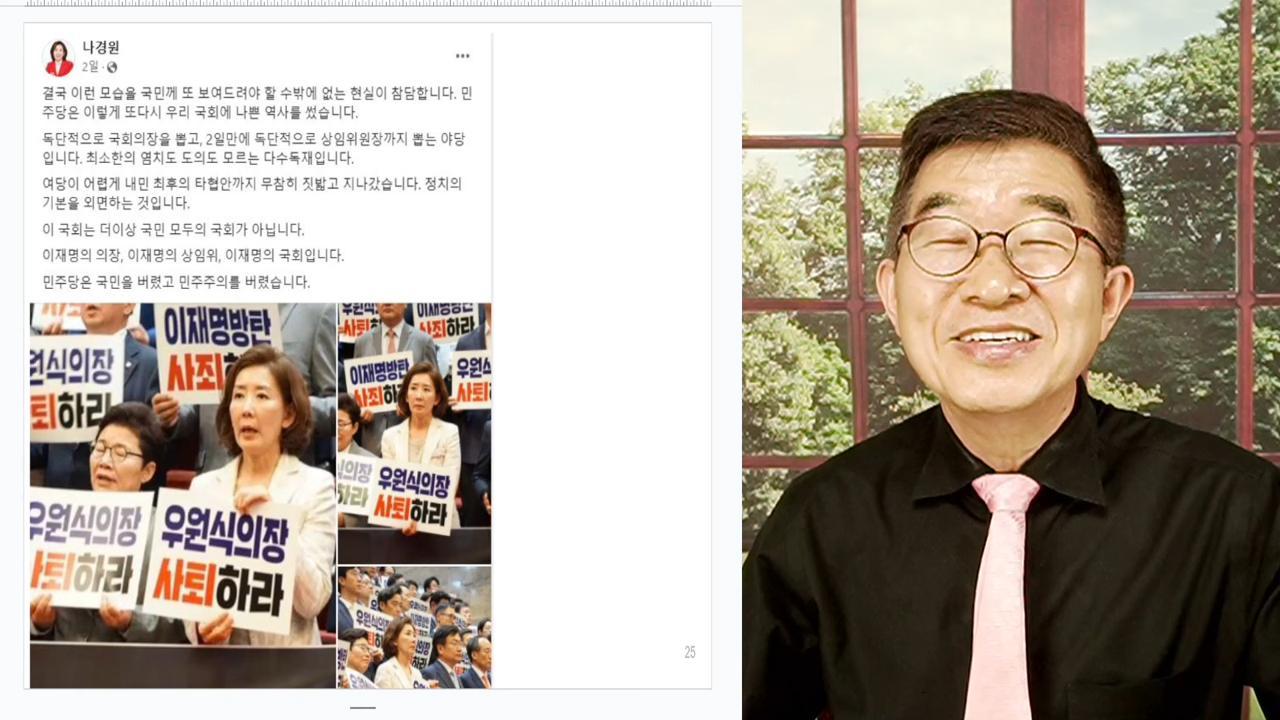 나경원
2일
결국 이런 모습을 국민께 또 보여드려야 할 수밖에 없는 현실이 참담합니다. 민
주당은 이렇게 또다시 우리 국회에 나쁜 역사를 썼습니다.
독단적으로 국회의장을 뽑고, 2일만에 독단적으로 상임위원장까지 뽑는 야당
입니다. 최소한의 염치도 도의도 모르는 다수독재입니다.
여당이 어렵게 내민 최후의 타협안까지 무참히 짓밟고 지나갔습니다. 정치의
기본을 외면하는 것입니다.
이 국회는 더이상 국민 모두의 국회가 아닙니다.
이재명의 의장, 이재명의 상임위, 이재명의 국회입니다.
민주당은 국민을 버렸고 민주주의를 버렸습니다.
이재명방탄
사죄하
원식의장
퇴하라
우원식의장
사퇴하라
우원식의장
사퇴하라
사죄하라
이재명방탄
사죄하
우원식
사퇴
하라
우원식의장
사퇴하라
25